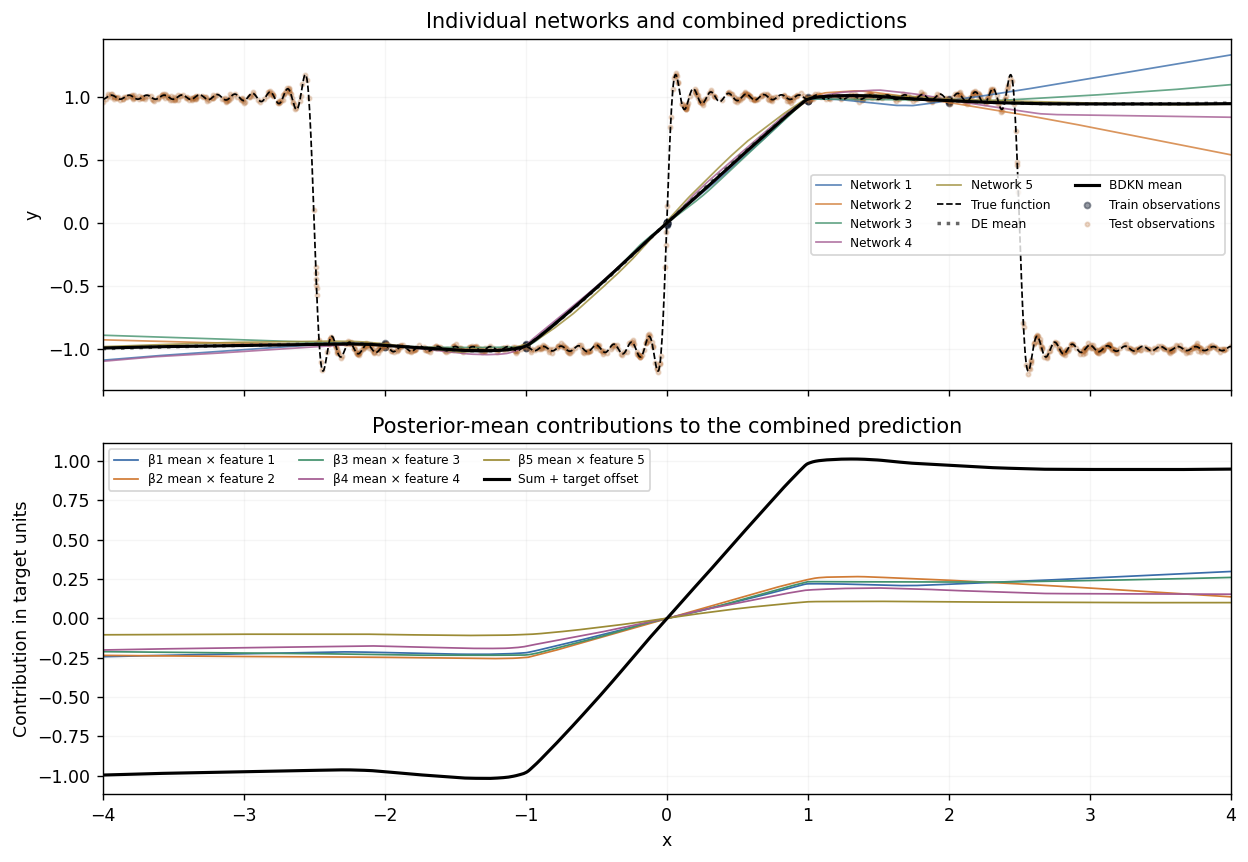 Individual networks and combined predictions
1.0
0.5
0.0
−0.5
−1.0
y
Network 1
Network 2
Network 3
Network 4
Network 5
True function
DE mean
BDKN mean
Train observations
Test observations
Posterior-mean contributions to the combined prediction
1.00
0.75
0.50
0.25
0.00
−0.25
−0.50
−0.75
−1.00
Contribution in target units
β1 mean × feature 1
β2 mean × feature 2
β3 mean × feature 3
β4 mean × feature 4
β5 mean × feature 5
Sum + target offset
−4 −3 −2 −1 0 1 2 3 4
x